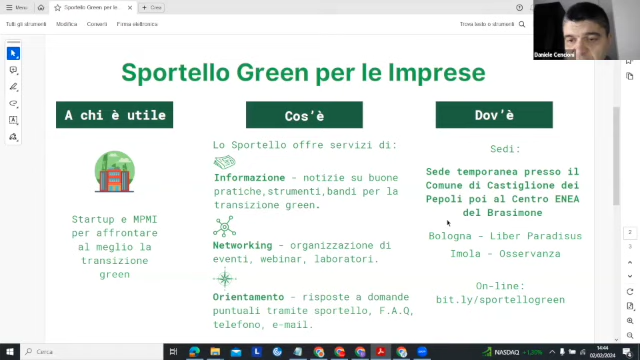 Sportello Green per le...
Crea
Tutti gli strumenti
Modifica
Converti
Firma elettronica
Trova testo o strumenti
Daniele Cencioni
Sportello Green per le Imprese
A chi è utile
Startup e MPMI
per affrontare
al meglio la
transizione
green
Cos'è
Lo Sportello offre servizi di:
Informazione - notizie su buone
pratiche,strumenti,bandi per la
transizione green.
Networking - organizzazione di
eventi, webinar, laboratori.
Orientamento - risposte a domande
puntuali tramite sportello, F.A.Q,
telefono, e-mail.
Dov'è
Sedi:
Sede temporanea presso il
Comune di Castiglione dei
Pepoli poi al Centro ENEA
del Brasimone
Bologna - Liber Paradisus
Imola - Osservanza
On-line:
bit.ly/sportellogreen
2
3
Cerca
NASDAQ
14:44
02/02/2024